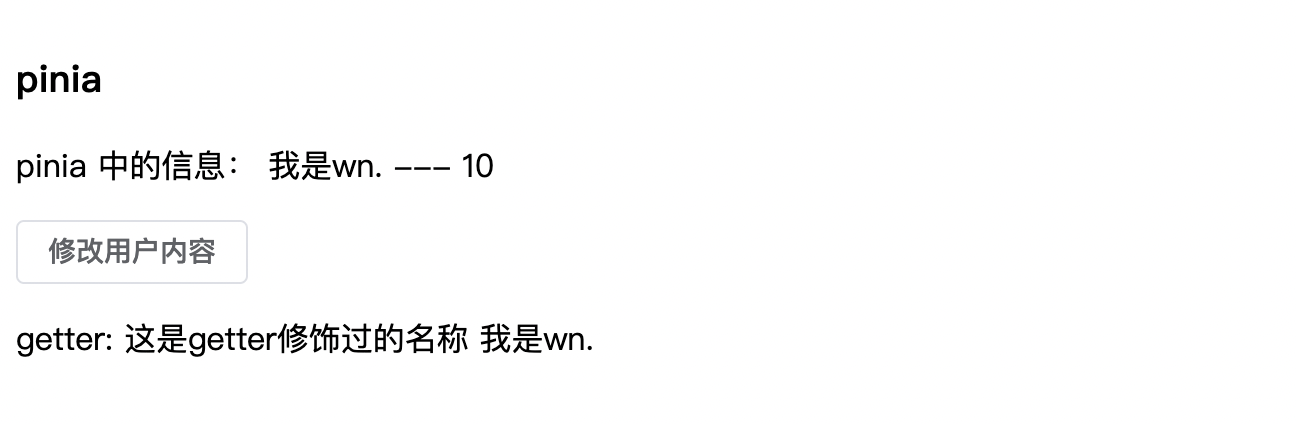 pinia
pinia 中的信息： 我是wn. --- 10
修改用户内容
getter: 这是getter修饰过的名称 我是wn.